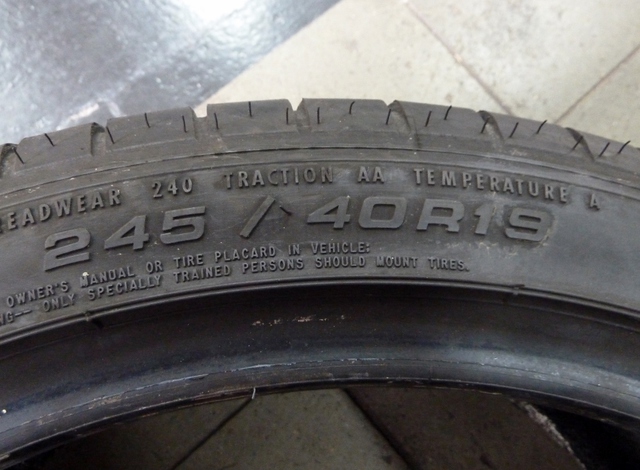 EADWEAR 240 TRACTION AA TEMPERATURE A
245 / 40R19
OWNER'S MANUAL OR TIRE PLACARD IN VEHICLE:
NG-- ONLY SPECIALLY TRAINED PERSONS SHOULD MOUNT TIRES.